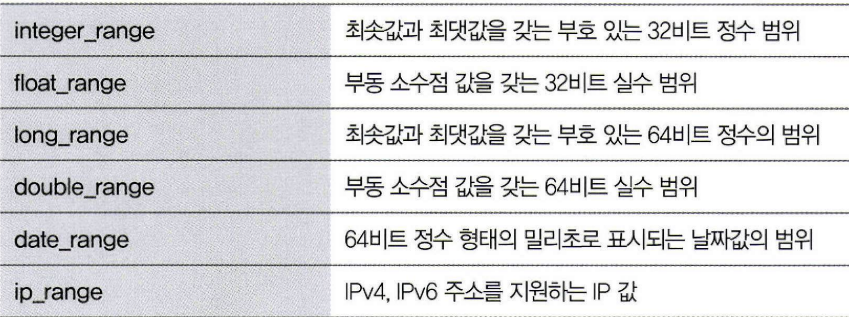 integer_range 최솟값과 최댓값을 갖는 부호 있는 32비트 정수 범위
float_range 부동 소수점 값을 갖는 32비트 실수 범위
long_range 최솟값과 최댓값을 갖는 부호 있는 64비트 정수의 범위
double_range 부동 소수점 값을 갖는 64비트 실수 범위
date_range 64비트 정수 형태의 밀리초로 표시되는 날짜값의 범위
ip_range IPv4, IPv6 주소를 지원하는 IP 값